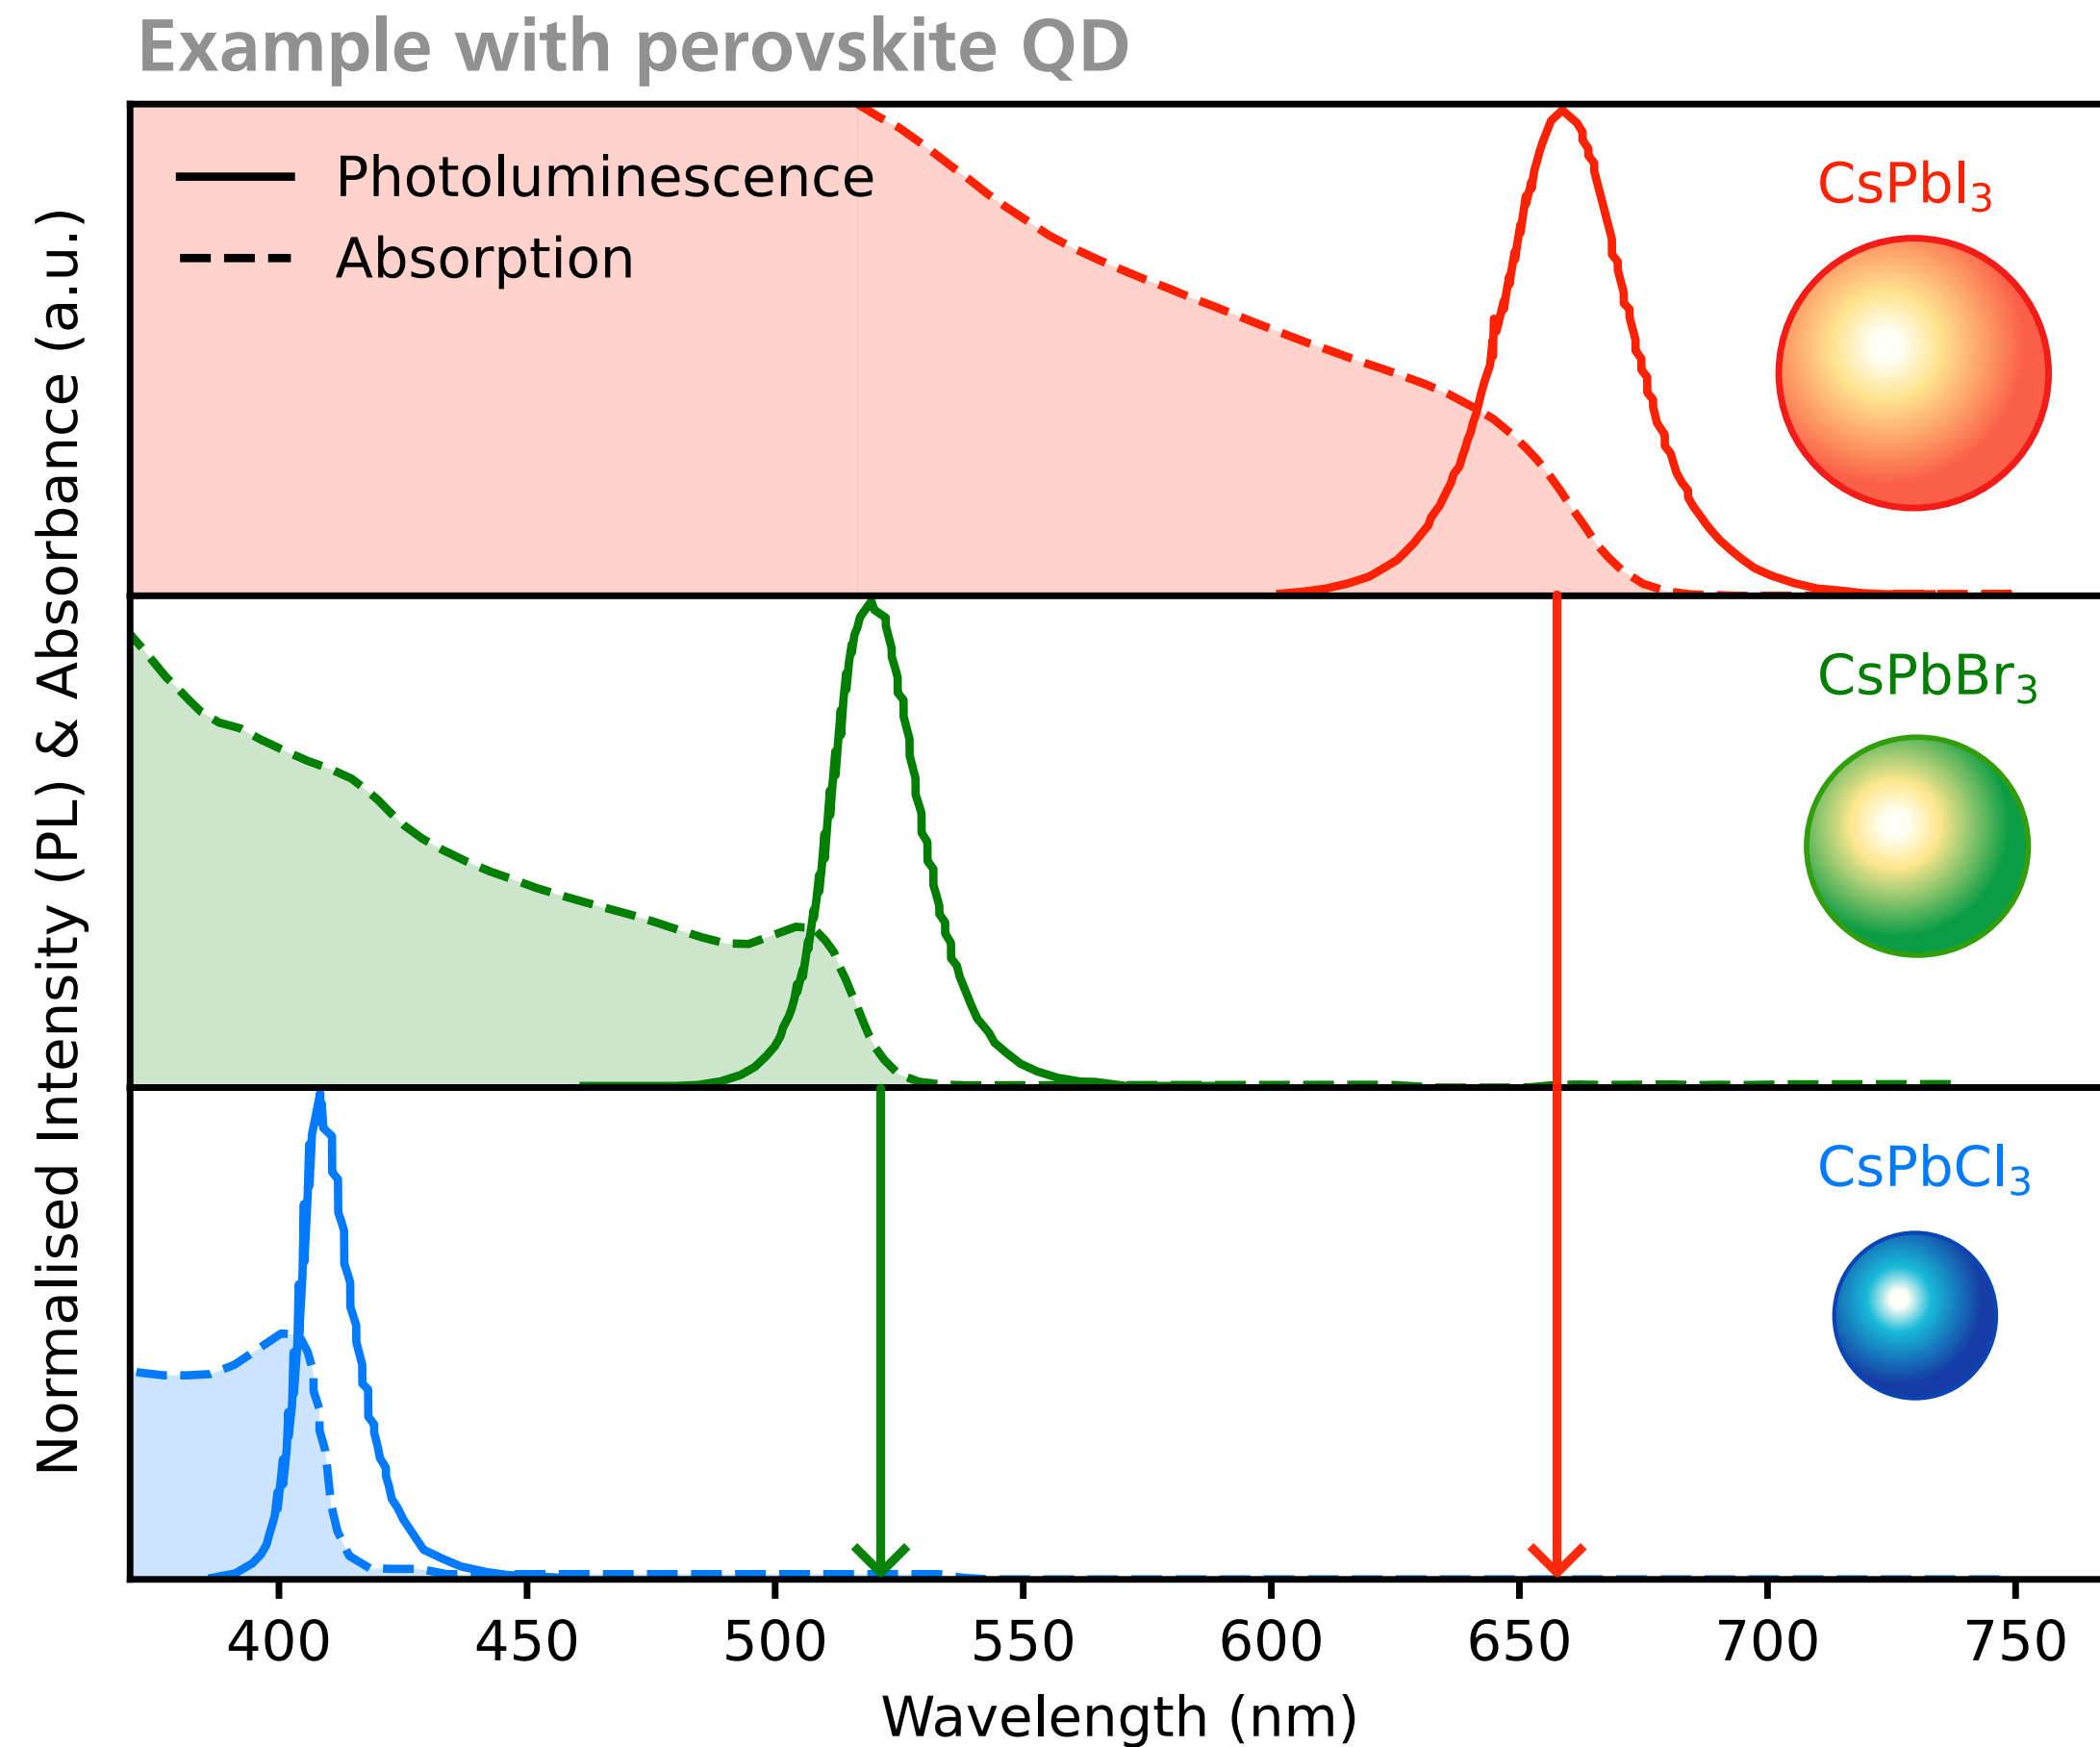 Example with perovskite QD
Normalised Intensity (PL) & Absorbance (a.u.)
Photoluminescence
Absorption
CsPbI₃
CsPbBr₃
CsPbCl₃
400 450 500 550 600 650 700 750
Wavelength (nm)